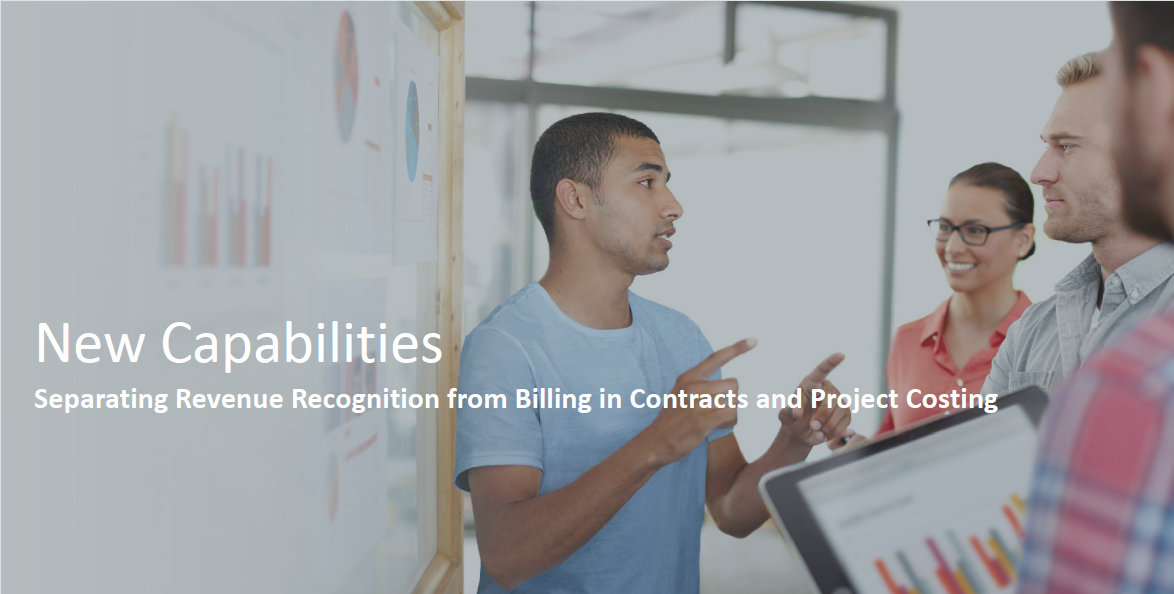 New Capabilities
Separating Revenue Recognition from Billing in Contracts and Project Costing